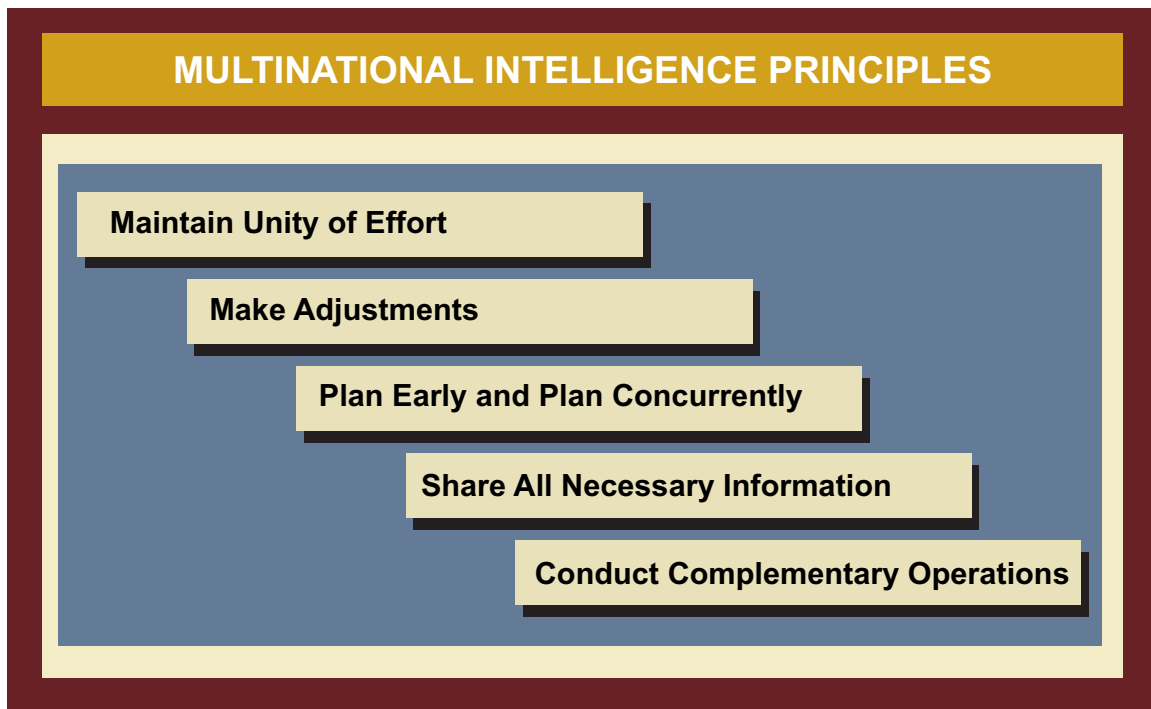 MULTINATIONAL INTELLIGENCE PRINCIPLES
Maintain Unity of Effort
Make Adjustments
Plan Early and Plan Concurrently
Share All Necessary Information
Conduct Complementary Operations